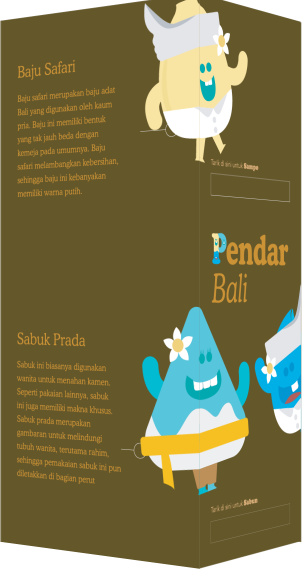 Baju Safari
Baju safari merupakan baju adat
Bali yang digunakan oleh kaum
pria. Baju ini memiliki bentuk
yang tak jauh beda dengan
kemeja pada umumnya. Baju
safari melambangkan kebersihan,
sehingga baju ini kebanyakan
memiliki warna putih.
Tarik di sini untuk Sampo
Pendar
Bali
Sabuk Prada
Sabuk ini biasanya digunakan
wanita untuk menahan kamen.
Seperti pakaian lainnya, sabuk
ini juga memiliki makna khusus.
Sabuk prada merupakan
gambaran untuk melindungi
tubuh wanita, terutama rahim,
sehingga pemakaian sabuk ini pun
diletakkan di bagian perut
Tarik di sini untuk Sabun